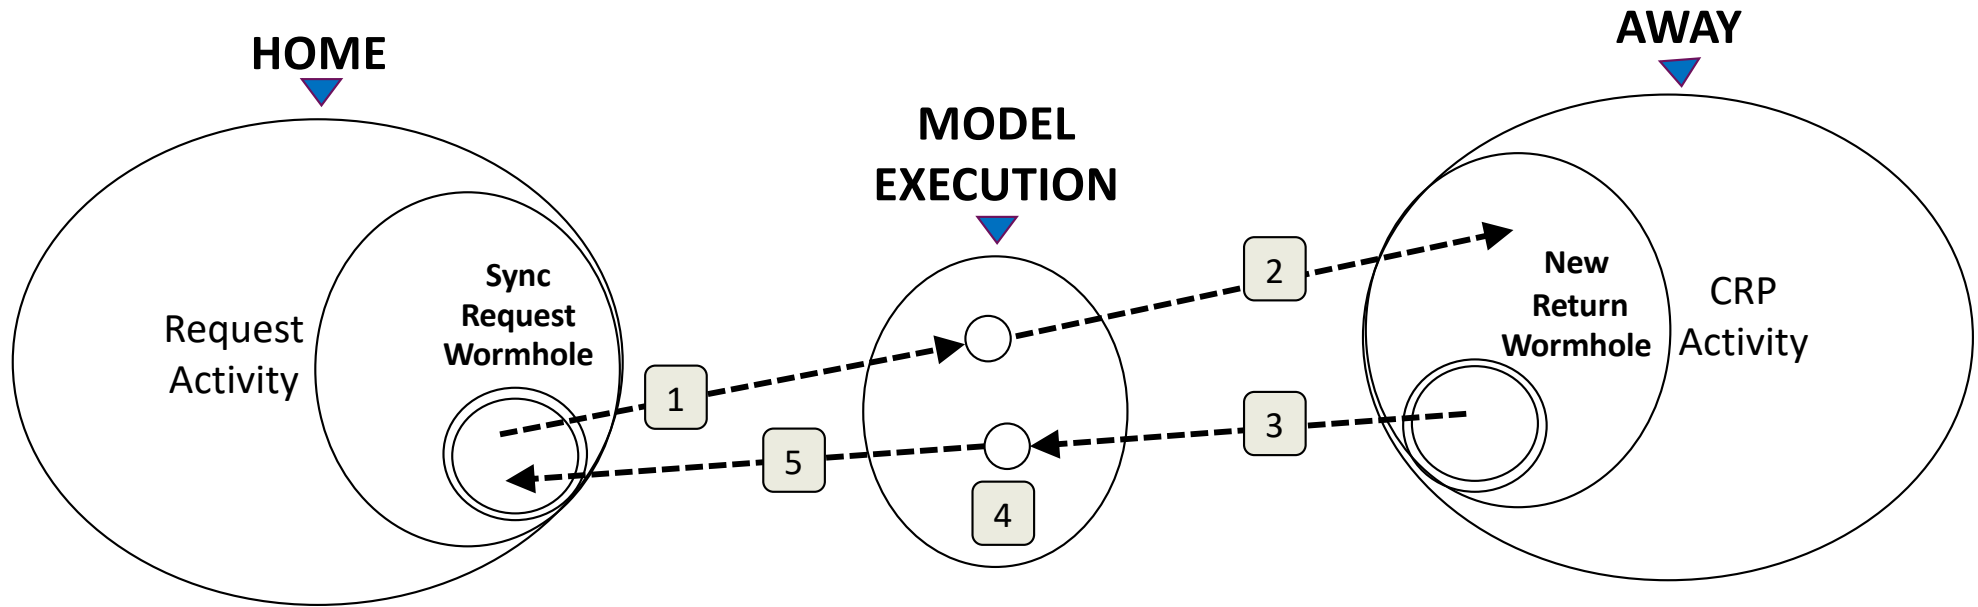 HOME
AWAY
MODEL
EXECUTION
Sync
Request
Wormhole
Request
Activity
New
Return
Wormhole
CRP
Activity
1
2
3
4
5